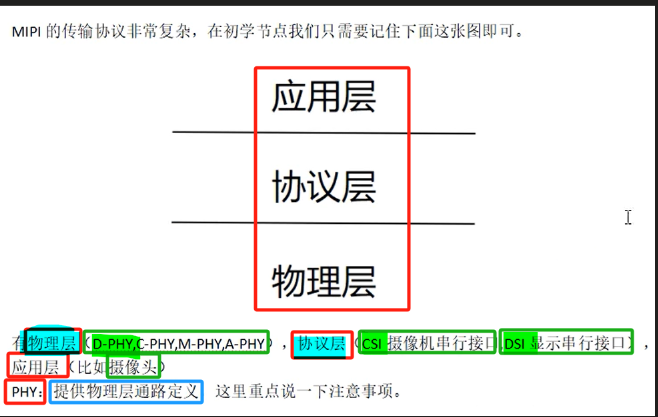 MIPI 的传输协议非常复杂，在初学节点我们只需要记住下面这张图即可。
应用层
协议层
物理层
有物理层（D-PHY,C-PHY,M-PHY,A-PHY），协议层（CSI 摄像机串行接口,DSI 显示串行接口），
应用层（比如摄像头）
PHY：提供物理层通路定义 这里重点说一下注意事项。